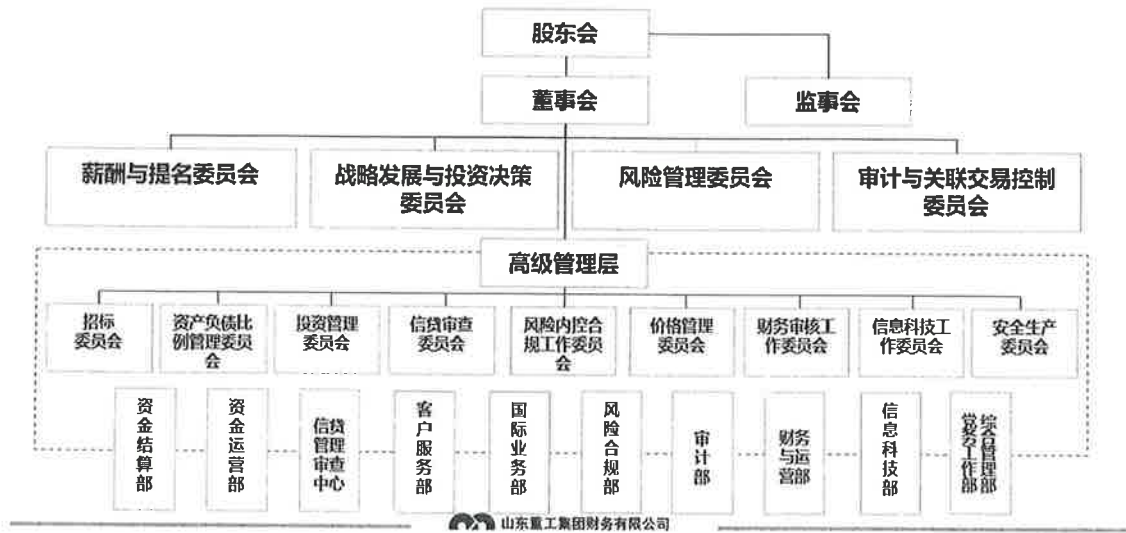 股东会
董事会
监事会
薪酬与提名委员会
战略发展与投资决策
委员会
风险管理委员会
审计与关联交易控制
委员会
高级管理层
招标
委员会
资产负债比
例管理委员
会
投资管理
委员会
信贷审查
委员会
风险内控合
规工作委员
会
价格管理
委员会
财务审核工
作委员会
信息科技工
作委员会
安全生产
委员会
资金结算部
资金运营部
信贷
管理
审查
中心
客户服务部
国际业务部
风险合规部
审计部
财务
与运
营部
信息科技部
综合管理部
党委工作部
山东重工集团财务有限公司